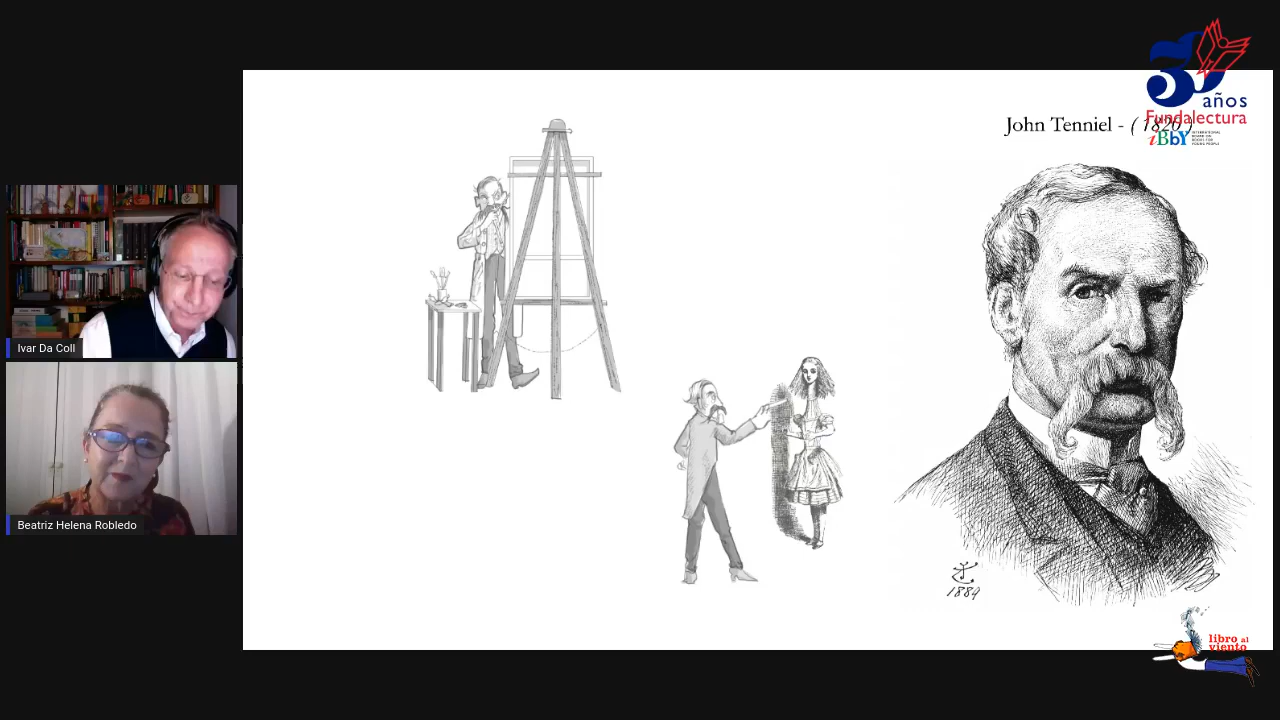 30
años
Fundalectura
iBbY
INTERNATIONAL
BOARD ON
BOOKS FOR
YOUNG PEOPLE
John Tenniel - ( 1820 )
Ivar Da Coll
Beatriz Helena Robledo
1884
libro al
viento